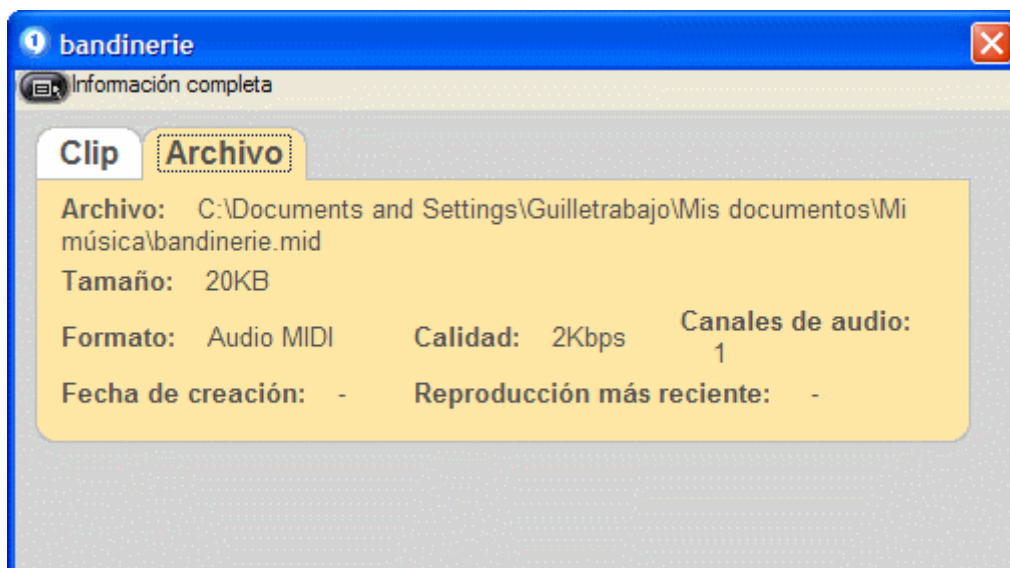 bandinerie
Información completa
Clip Archivo
Archivo: C:\Documents and Settings\Guilletrabajo\Mis documentos\Mi
música\bandinerie.mid
Tamaño: 20KB
Formato: Audio MIDI Calidad: 2Kbps Canales de audio:
1
Fecha de creación: - Reproducción más reciente: -